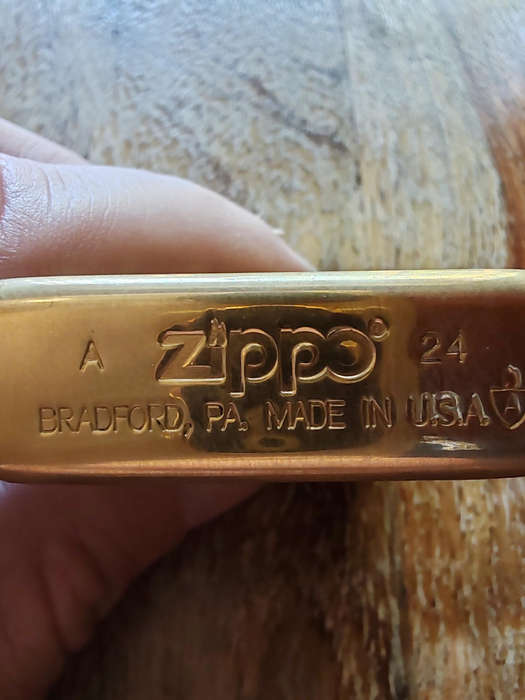 A Zippo 24
BRADFORD, PA. MADE IN U.S.A. A